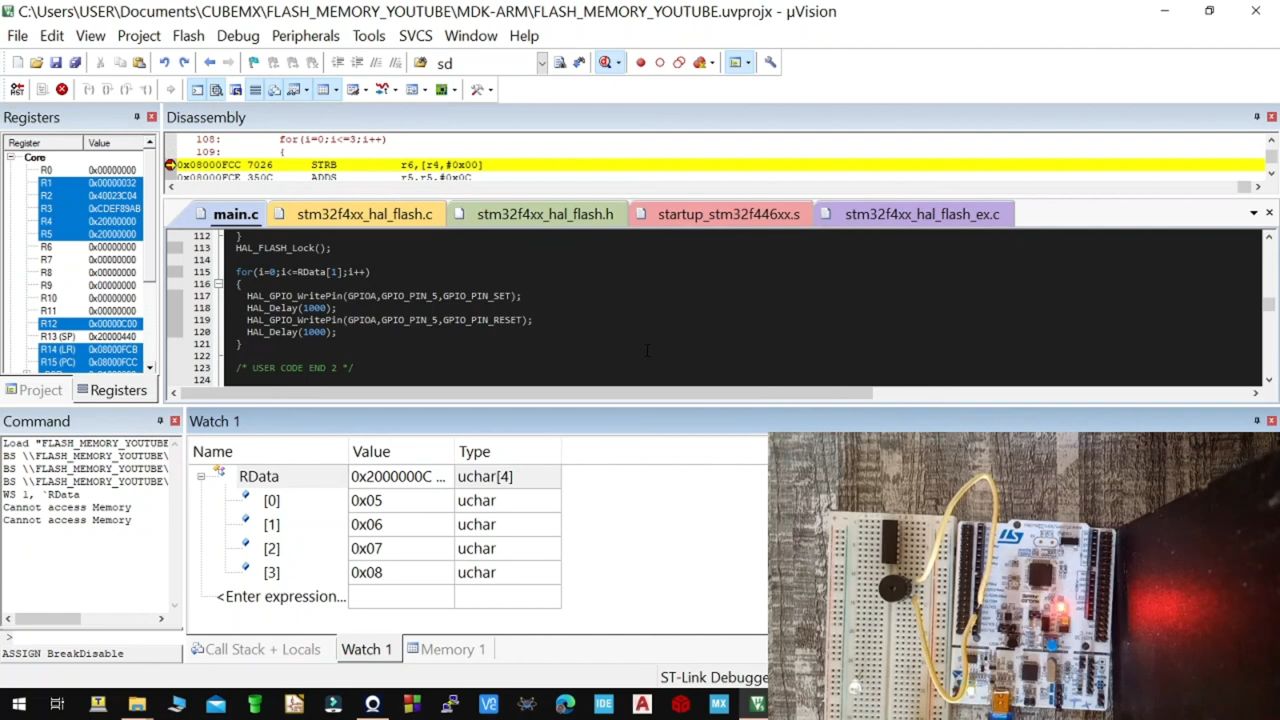 C:\Users\USER\Documents\CUBEMX\FLASH_MEMORY_YOUTUBE\MDK-ARM\FLASH_MEMORY_YOUTUBE.uvprojx - µVision
File Edit View Project Flash Debug Peripherals Tools SVCS Window Help
sd
Registers
Register Value
Core
R0 0x00000000
R1 0x00000032
R2 0x40023C04
R3 0xCDEF89AB
R4 0x20000000
R5 0x20000000
R6 0x00000000
R7 0x00000000
R8 0x00000000
R9 0x00000000
R10 0x00000000
R11 0x00000000
R12 0x00000C00
R13 (SP) 0x20000440
R14 (LR) 0x08000FCB
R15 (PC) 0x08000FCC
Project Registers
Disassembly
108: for(i=0;i<=3;i++)
109: {
0x08000FCC 7026 STRB r6,[r4,#0x00]
0x08000FCE 350C ADDS r5,r5,#0x0C
main.c stm32f4xx_hal_flash.c stm32f4xx_hal_flash.h startup_stm32f446xx.s stm32f4xx_hal_flash_ex.c
112 }
113 HAL_FLASH_Lock();
114
115 for(i=0;i<=RData[1];i++)
116 {
117 HAL_GPIO_WritePin(GPIOA,GPIO_PIN_5,GPIO_PIN_SET);
118 HAL_Delay(1000);
119 HAL_GPIO_WritePin(GPIOA,GPIO_PIN_5,GPIO_PIN_RESET);
120 HAL_Delay(1000);
121 }
122
123 /* USER CODE END 2 */
124
Command
Load "FLASH_MEMORY_YOUTUBE
BS \\FLASH_MEMORY_YOUTUBE\
BS \\FLASH_MEMORY_YOUTUBE\
BS \\FLASH_MEMORY_YOUTUBE\
WS 1, `RData
Cannot access Memory
Cannot access Memory
>
ASSIGN BreakDisable
Watch 1
Name Value Type
RData 0x2000000C ... uchar[4]
[0] 0x05 uchar
[1] 0x06 uchar
[2] 0x07 uchar
[3] 0x08 uchar
<Enter expression...
Call Stack + Locals Watch 1 Memory 1
ST-Link Debugge
IDE
MX